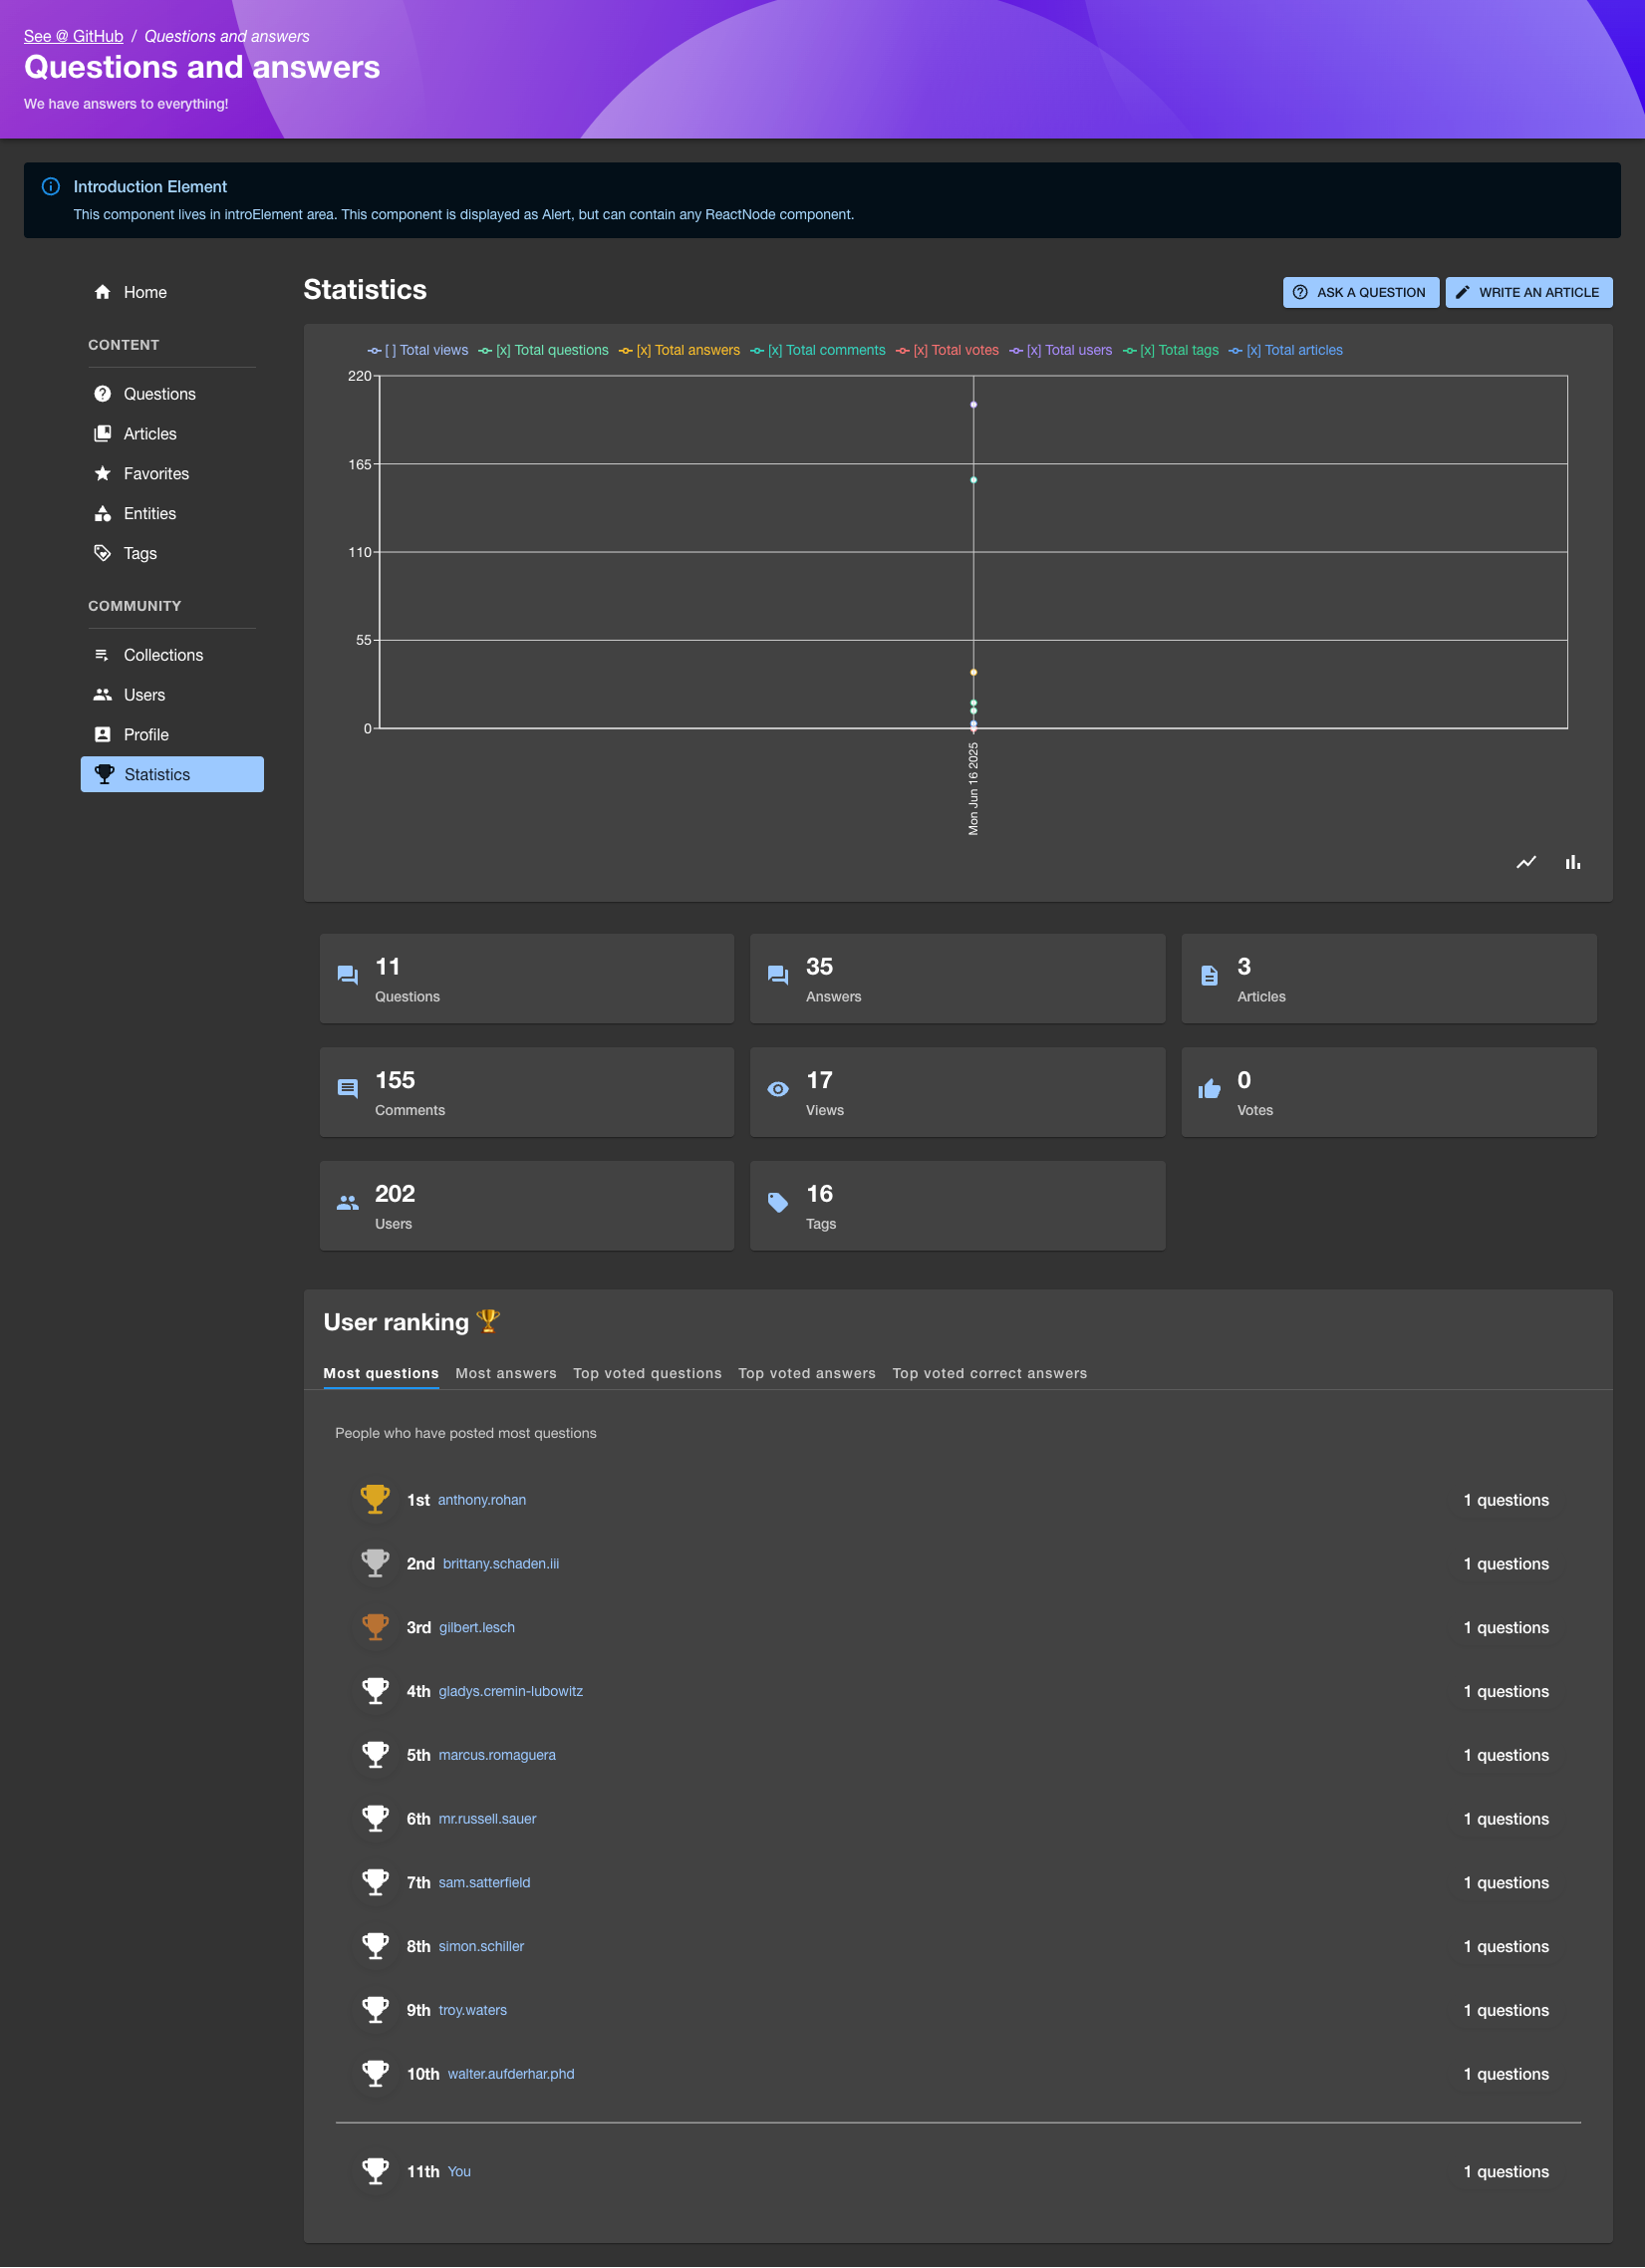 See @ GitHub / Questions and answers
Questions and answers
We have answers to everything!
Introduction Element
This component lives in introElement area. This component is displayed as Alert, but can contain any ReactNode component.
Home
CONTENT
Questions
Articles
Favorites
Entities
Tags
COMMUNITY
Collections
Users
Profile
Statistics
Statistics
ASK A QUESTION
WRITE AN ARTICLE
[ ] Total views [x] Total questions [x] Total answers [x] Total comments [x] Total votes [x] Total users [x] Total tags [x] Total articles
220
165
110
55
0
Mon Jun 16 2025
11
Questions
35
Answers
3
Articles
155
Comments
17
Views
0
Votes
202
Users
16
Tags
User ranking 🏆
Most questions Most answers Top voted questions Top voted answers Top voted correct answers
People who have posted most questions
1st anthony.rohan 1 questions
2nd brittany.schaden.iii 1 questions
3rd gilbert.lesch 1 questions
4th gladys.cremin-lubowitz 1 questions
5th marcus.romaguera 1 questions
6th mr.russell.sauer 1 questions
7th sam.satterfield 1 questions
8th simon.schiller 1 questions
9th troy.waters 1 questions
10th walter.aufderhar.phd 1 questions
11th You 1 questions